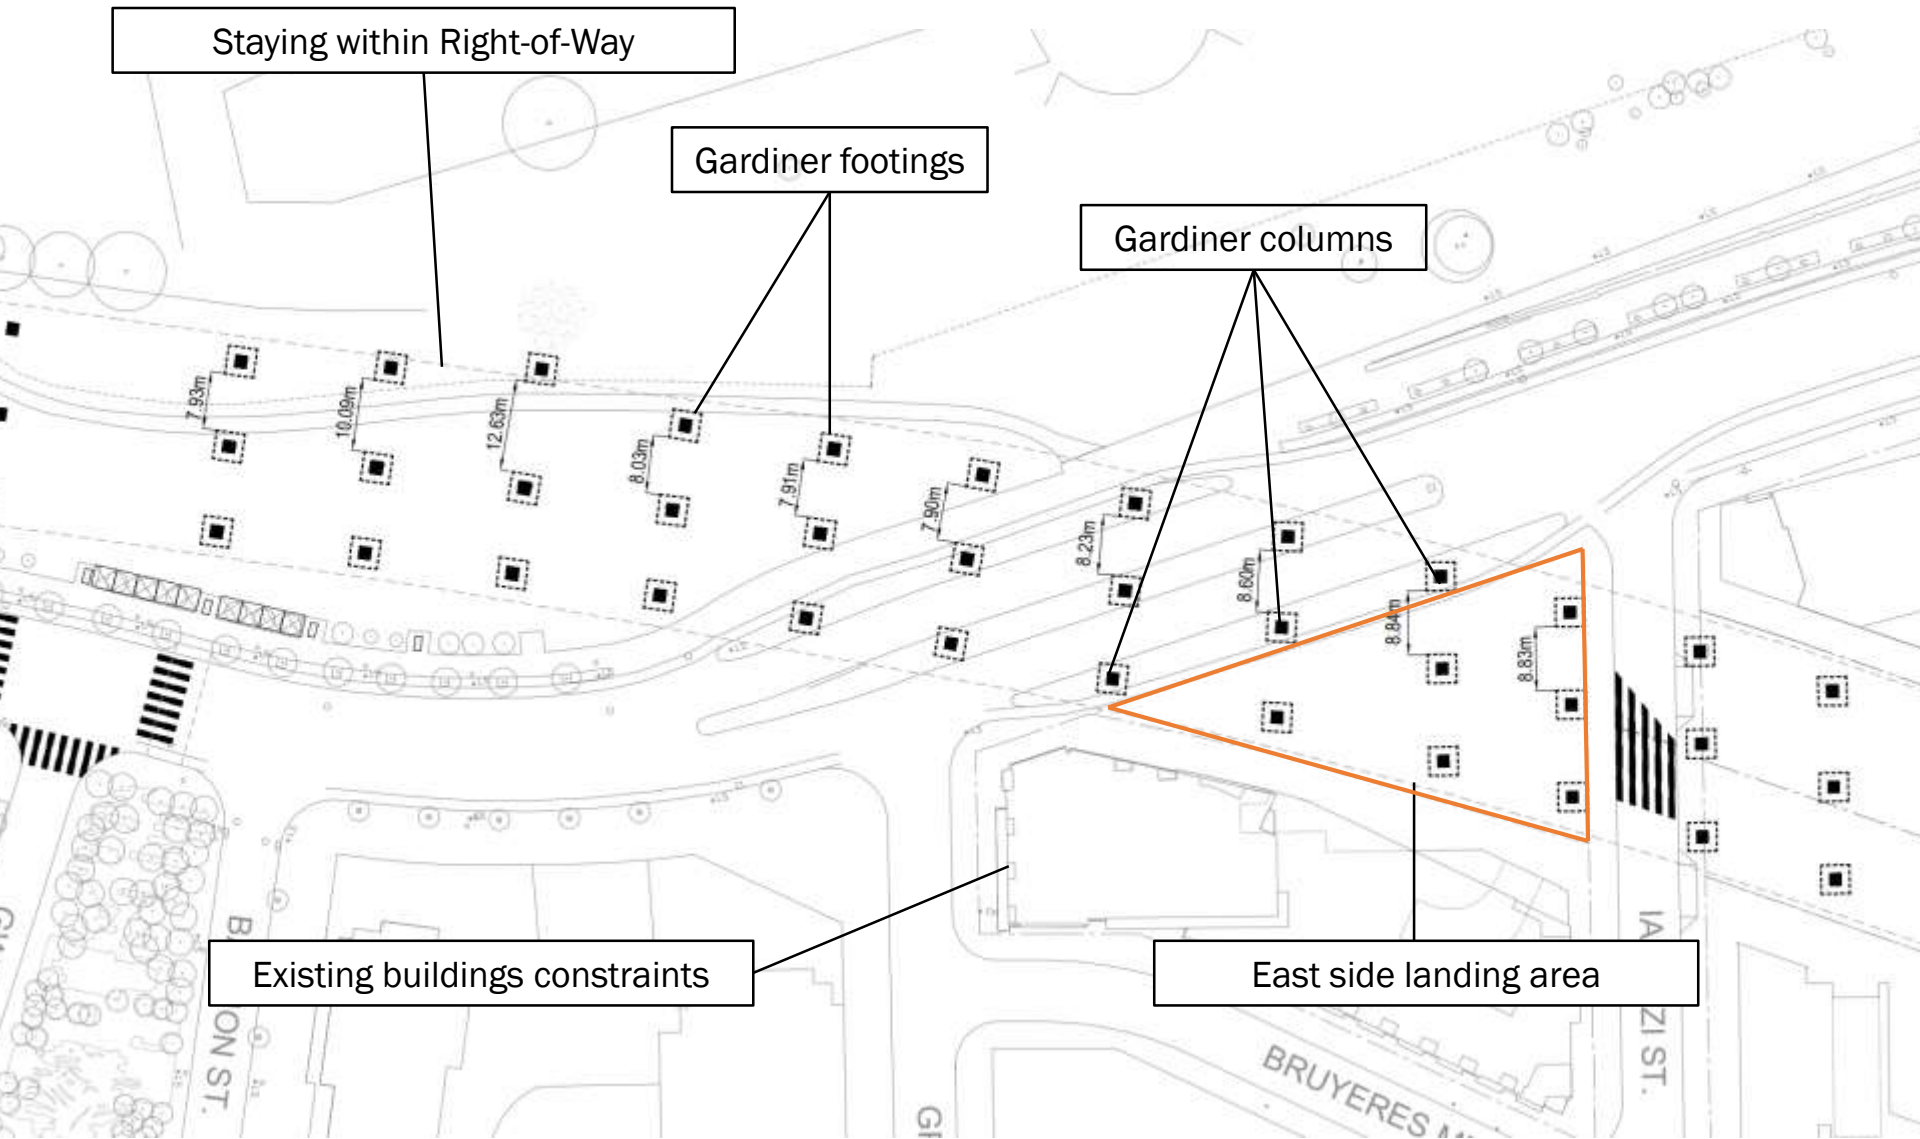 Staying within Right-of-Way
Gardiner footings
Gardiner columns
7.93m
10.09m
12.63m
8.03m
7.91m
7.90m
8.23m
8.60m
8.84m
8.83m
Existing buildings constraints
East side landing area
ON ST.
ZI ST.
BRUYERES